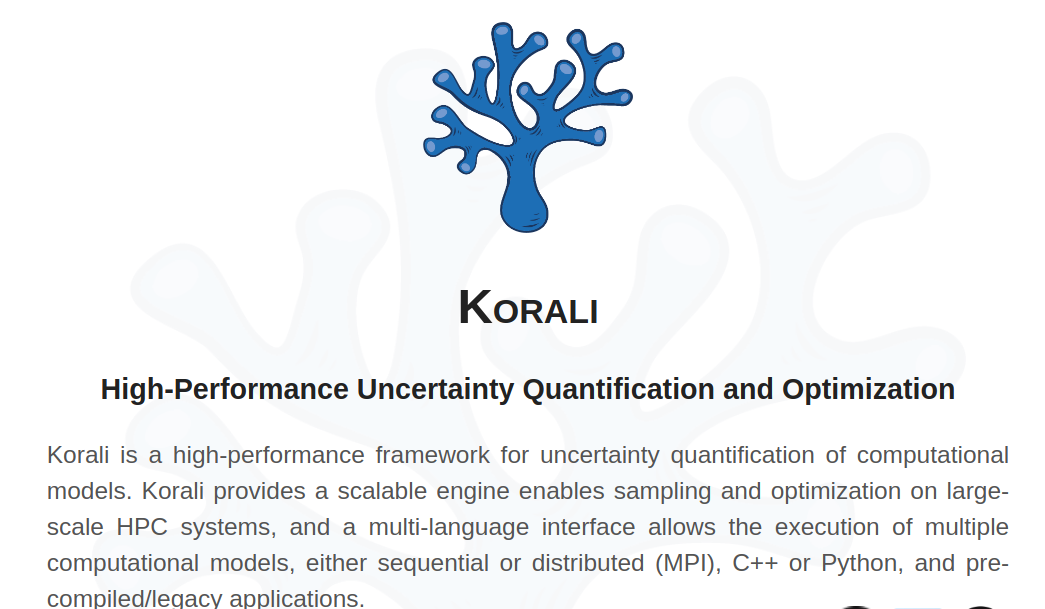 KORALI
High-Performance Uncertainty Quantification and Optimization
Korali is a high-performance framework for uncertainty quantification of computational
models. Korali provides a scalable engine enables sampling and optimization on large-
scale HPC systems, and a multi-language interface allows the execution of multiple
computational models, either sequential or distributed (MPI), C++ or Python, and pre-
compiled/legacy applications.